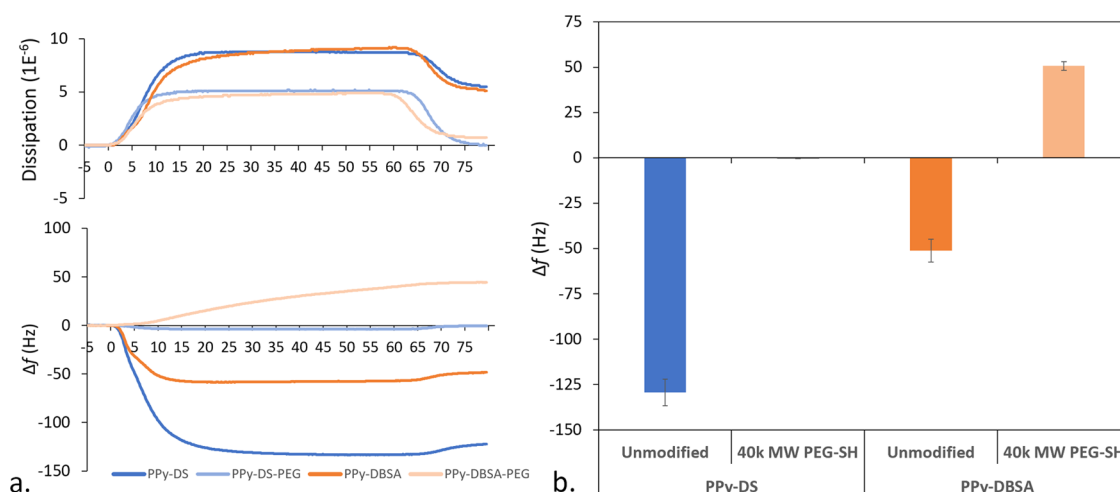 Dissipation (1E⁻⁶)
10
5
0
-5
-5 0 5 10 15 20 25 30 35 40 45 50 55 60 65 70 75
Δf (Hz)
100
50
0
-50
-100
-150
-5 0 5 10 15 20 25 30 35 40 45 50 55 60 65 70 75
PPy-DS PPy-DS-PEG PPy-DBSA PPy-DBSA-PEG
a.
Δf (Hz)
75
50
25
0
-25
-50
-75
-100
-125
-150
Unmodified 40k MW PEG-SH Unmodified 40k MW PEG-SH
PPy-DS PPy-DBSA
b.